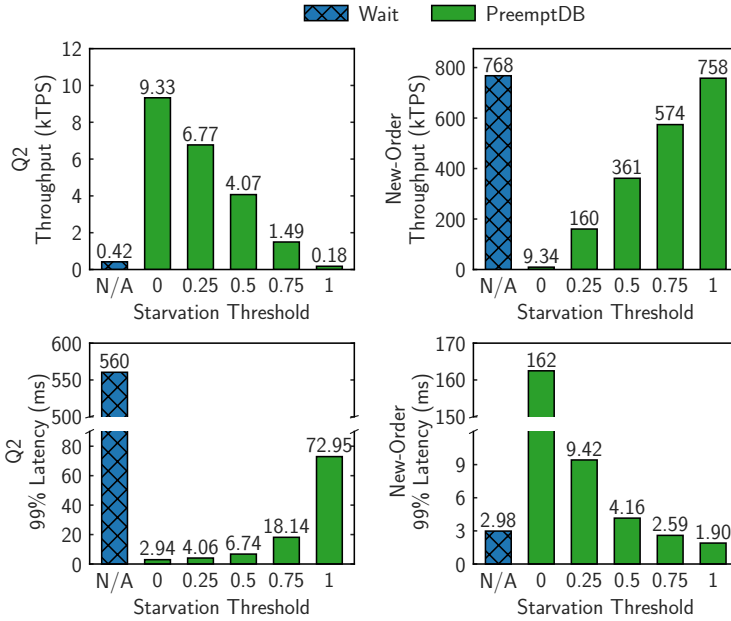 Wait PreemptDB
Q2
Throughput (kTPS)
12
10
8
6
4
2
0
0.42 9.33 6.77 4.07 1.49 0.18
N/A 0 0.25 0.5 0.75 1
Starvation Threshold
New-Order
Throughput (kTPS)
800
600
400
200
0
768 9.34 160 361 574 758
N/A 0 0.25 0.5 0.75 1
Starvation Threshold
Q2
99% Latency (ms)
600
550
500
80
60
40
20
0
560 2.94 4.06 6.74 18.14 72.95
N/A 0 0.25 0.5 0.75 1
Starvation Threshold
New-Order
99% Latency (ms)
170
160
150
9
6
3
0
2.98 162 9.42 4.16 2.59 1.90
N/A 0 0.25 0.5 0.75 1
Starvation Threshold